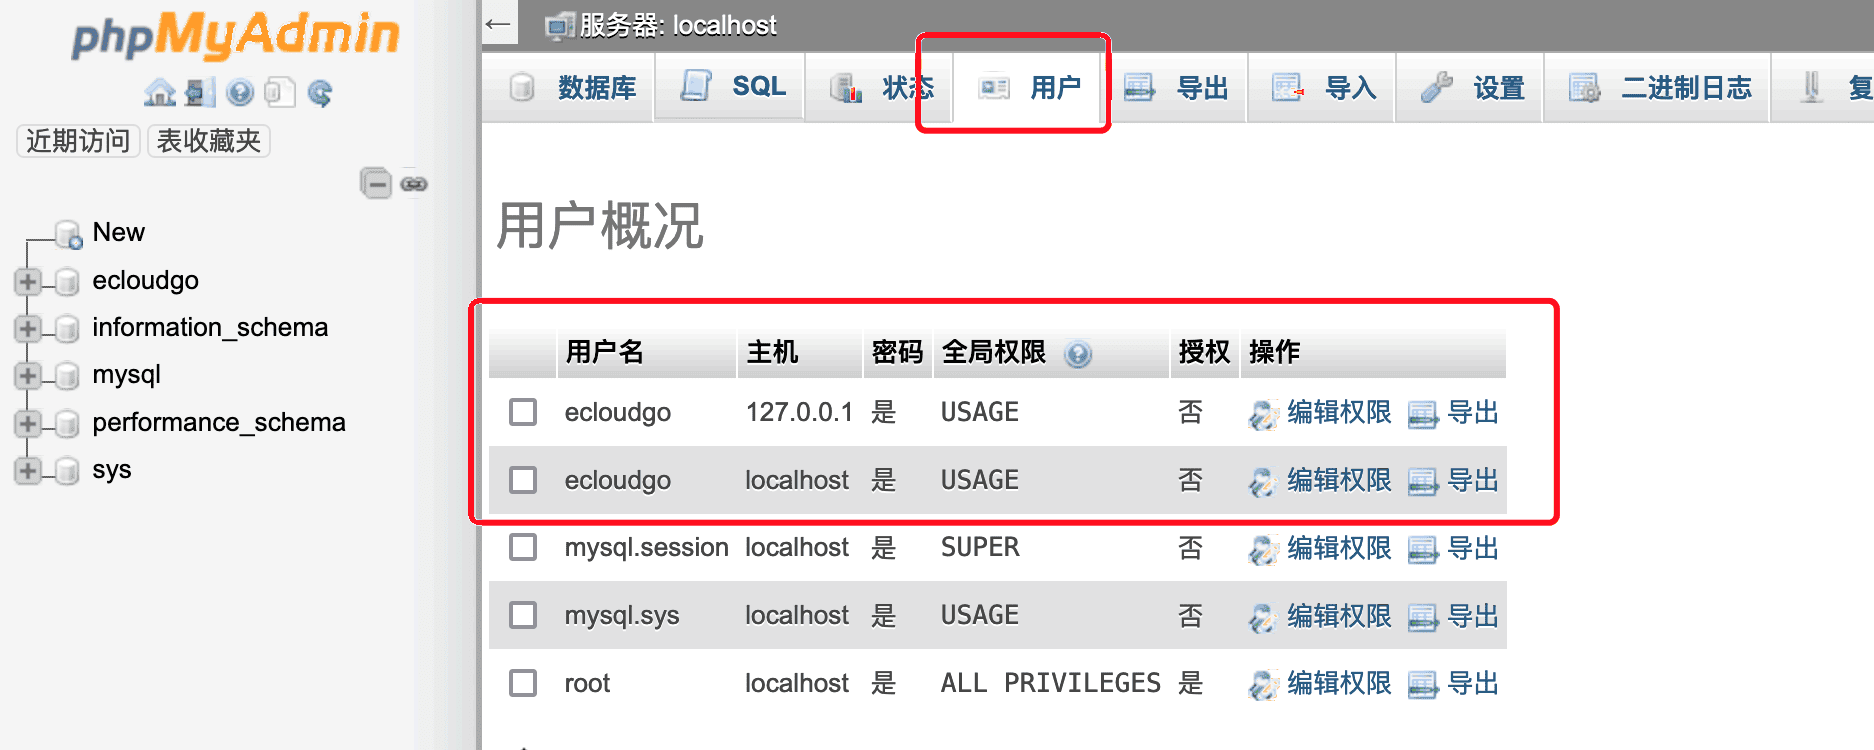 phpMyAdmin
近期访问 表收藏夹
New
ecloudgo
information_schema
mysql
performance_schema
sys
服务器: localhost
数据库 SQL 状态 用户 导出 导入 设置 二进制日志 复
用户概况
用户名 主机 密码 全局权限 授权 操作
ecloudgo 127.0.0.1 是 USAGE 否 编辑权限 导出
ecloudgo localhost 是 USAGE 否 编辑权限 导出
mysql.session localhost 是 SUPER 否 编辑权限 导出
mysql.sys localhost 是 USAGE 否 编辑权限 导出
root localhost 是 ALL PRIVILEGES 是 编辑权限 导出